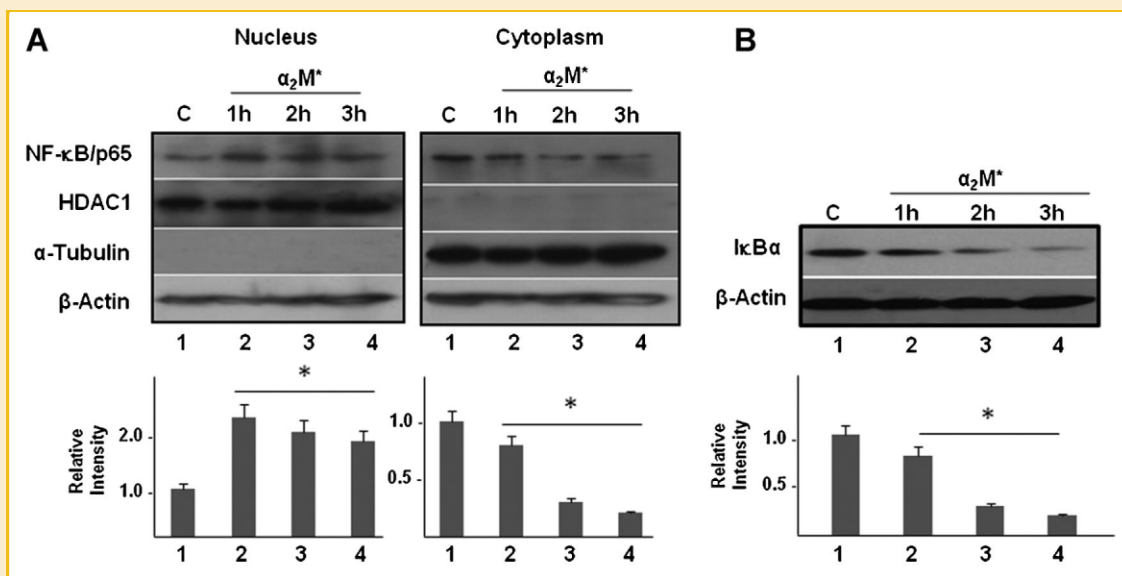 A
Nucleus
Cytoplasm
B
α₂M*
α₂M*
C 1h 2h 3h
C 1h 2h 3h
NF-κB/p65
HDAC1
α-Tubulin
β-Actin
1 2 3 4
1 2 3 4
α₂M*
C 1h 2h 3h
IκBα
β-Actin
1 2 3 4
Relative
Intensity
2.0
1.0
*
1 2 3 4
1.0
0.5
*
1 2 3 4
Relative
Intensity
1.0
0.5
*
1 2 3 4